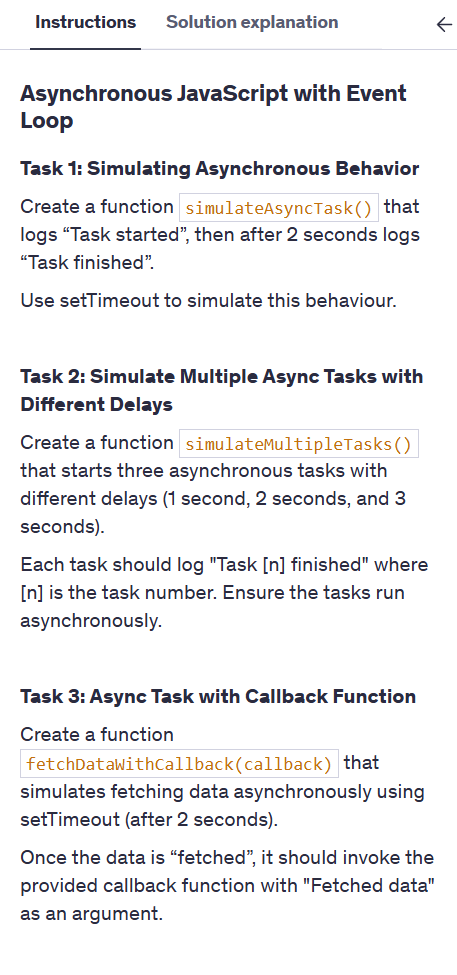 Instructions Solution explanation
Asynchronous JavaScript with Event
Loop
Task 1: Simulating Asynchronous Behavior
Create a function simulateAsyncTask() that
logs “Task started”, then after 2 seconds logs
“Task finished”.
Use setTimeout to simulate this behaviour.
Task 2: Simulate Multiple Async Tasks with
Different Delays
Create a function simulateMultipleTasks()
that starts three asynchronous tasks with
different delays (1 second, 2 seconds, and 3
seconds).
Each task should log "Task [n] finished" where
[n] is the task number. Ensure the tasks run
asynchronously.
Task 3: Async Task with Callback Function
Create a function
fetchDataWithCallback(callback) that
simulates fetching data asynchronously using
setTimeout (after 2 seconds).
Once the data is “fetched”, it should invoke the
provided callback function with "Fetched data"
as an argument.